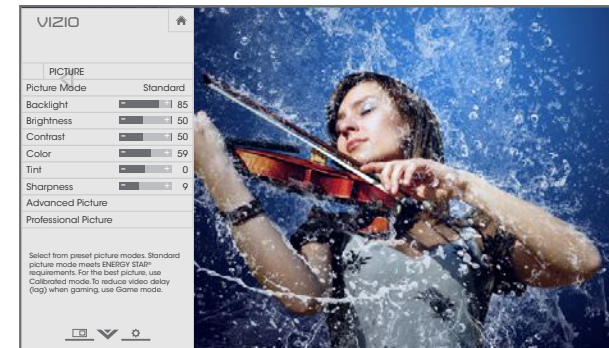 VIZIO
PICTURE
Picture Mode Standard
Backlight 85
Brightness 50
Contrast 50
Color 59
Tint 0
Sharpness 9
Advanced Picture
Professional Picture
Select from preset picture modes. Standard
picture mode meets ENERGY STAR®
requirements. For the best picture, use
Calibrated mode. To reduce video delay
(lag) when gaming, use Game mode.